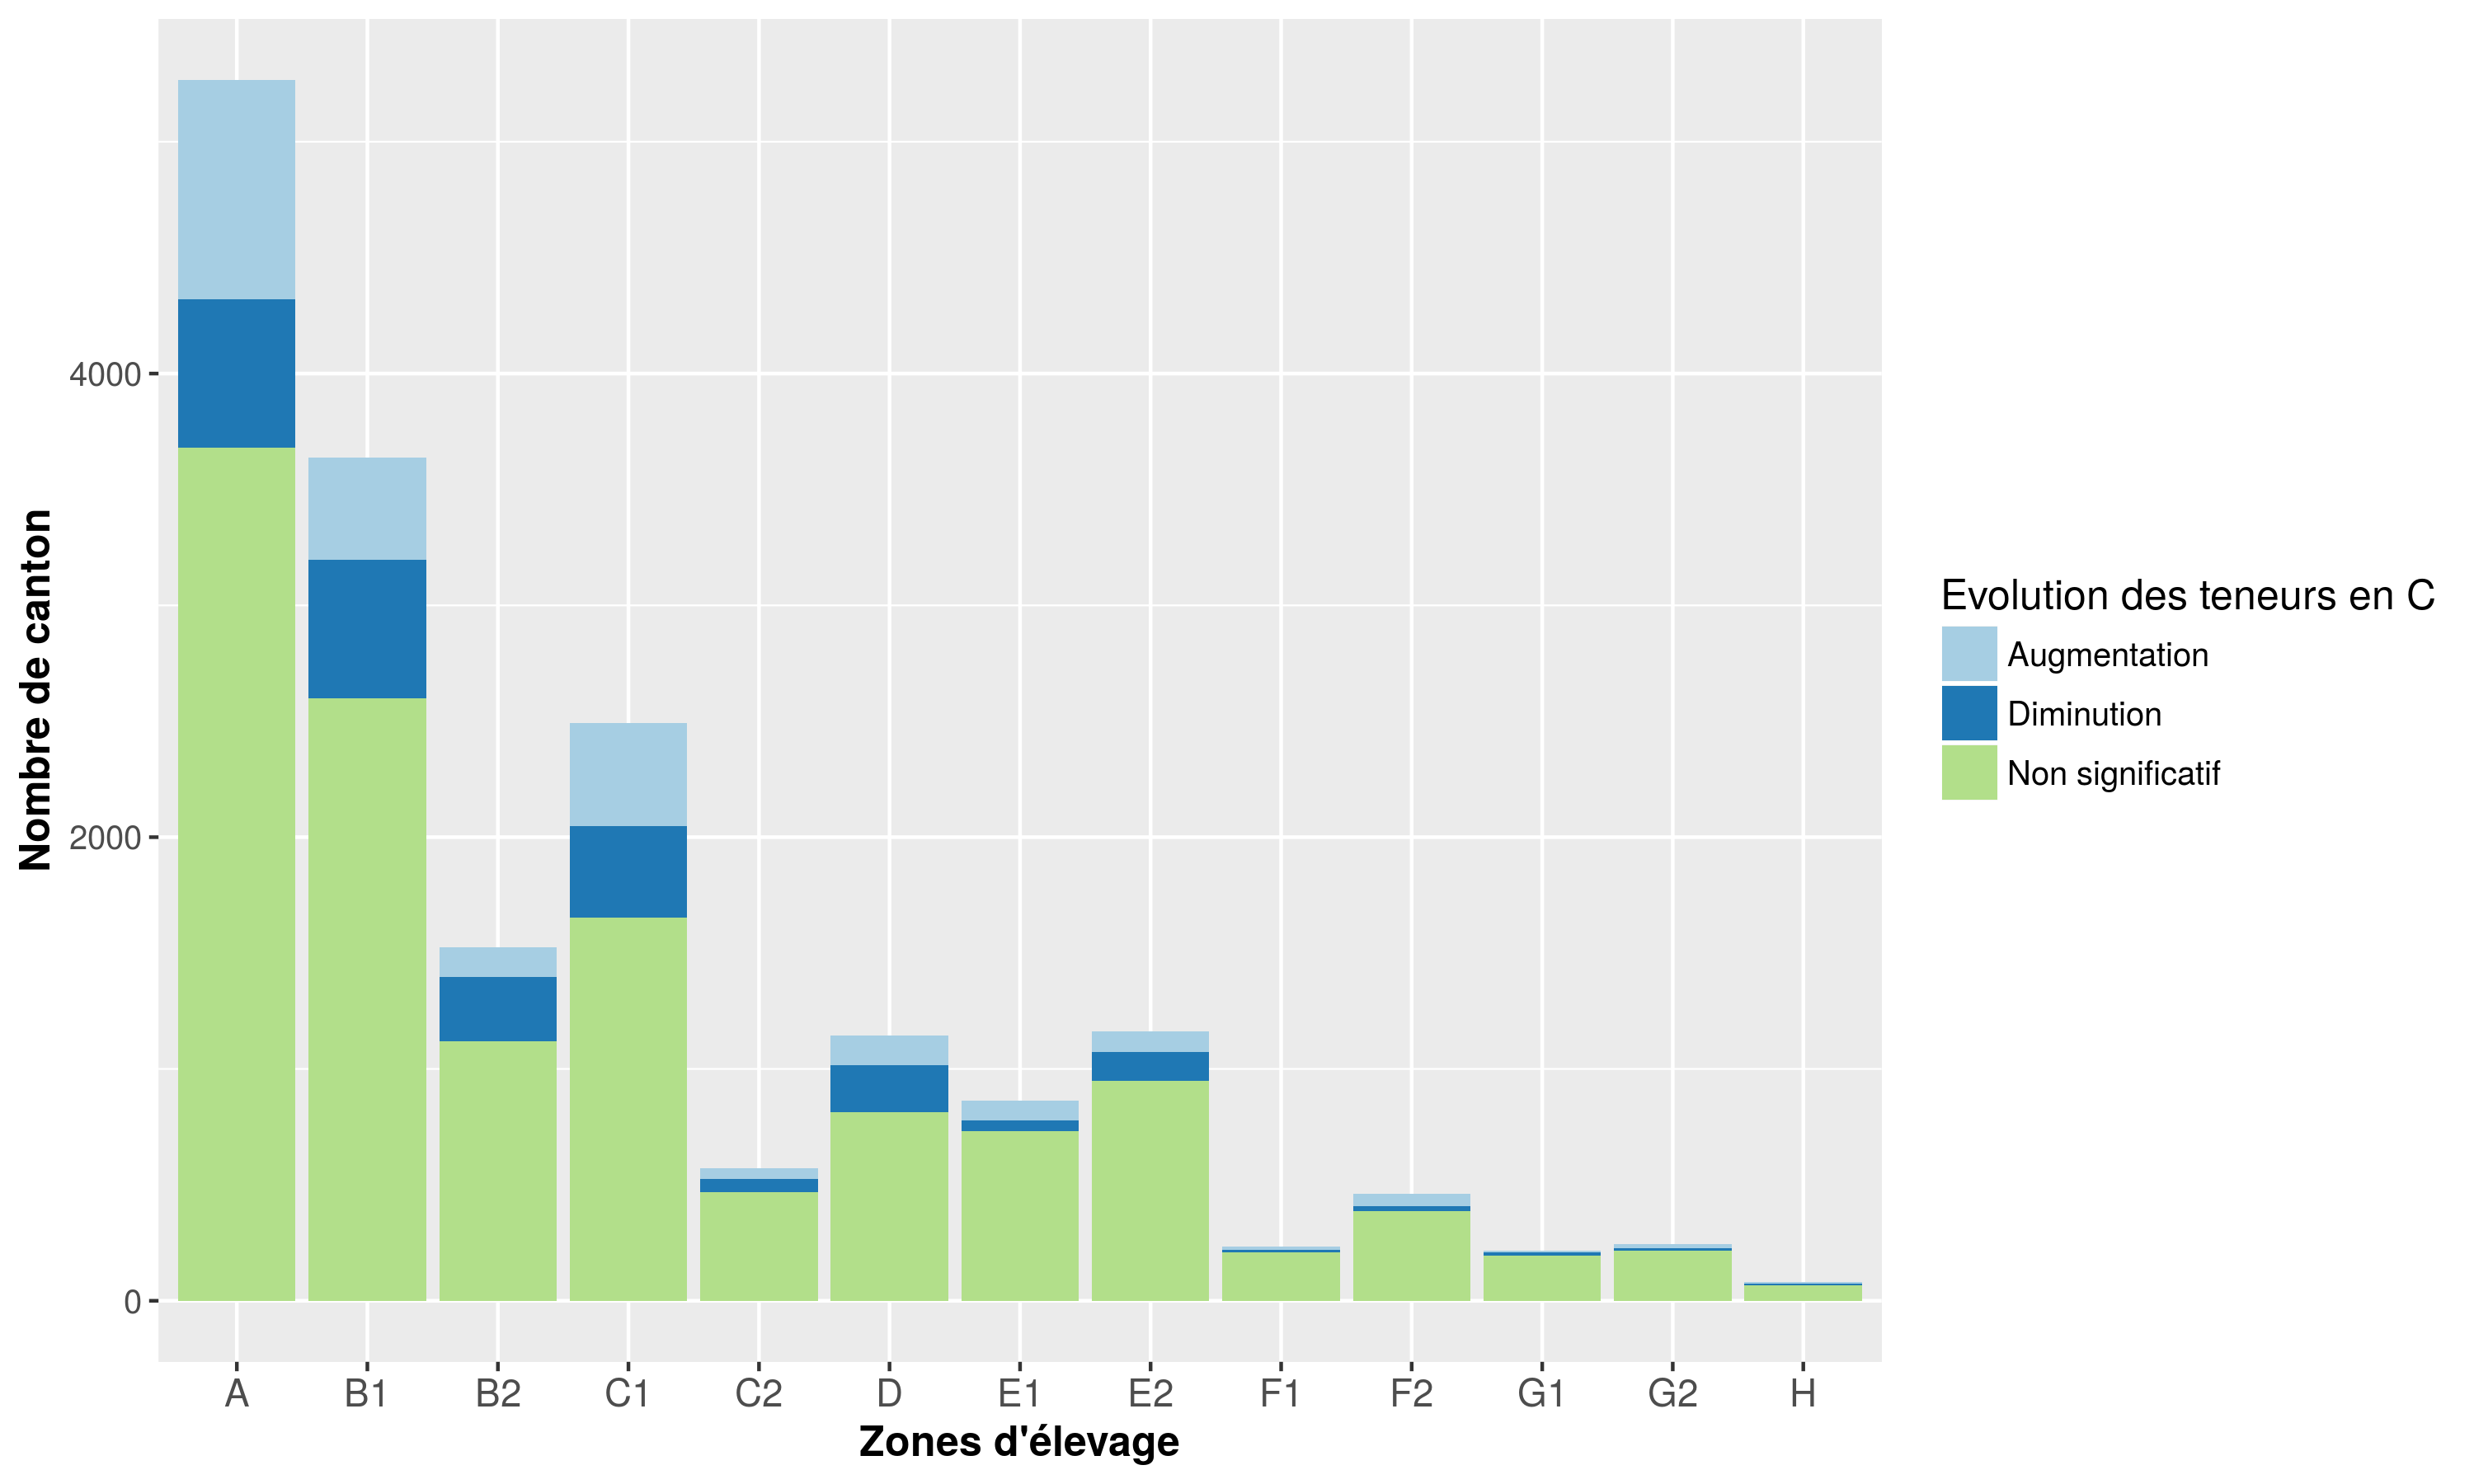 Nombre de canton
4000
2000
0
A B1 B2 C1 C2 D E1 E2 F1 F2 G1 G2 H
Zones d'élevage
Evolution des teneurs en C
Augmentation
Diminution
Non significatif